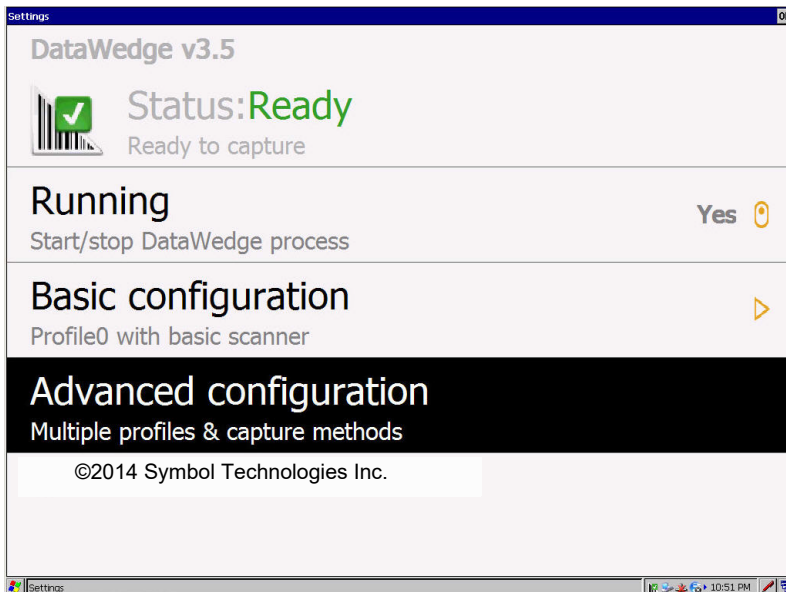 Settings
DataWedge v3.5
Status:Ready
Ready to capture
Running
Yes
Start/stop DataWedge process
Basic configuration
Profile0 with basic scanner
Advanced configuration
Multiple profiles & capture methods
©2014 Symbol Technologies Inc.
Settings
10:51 PM